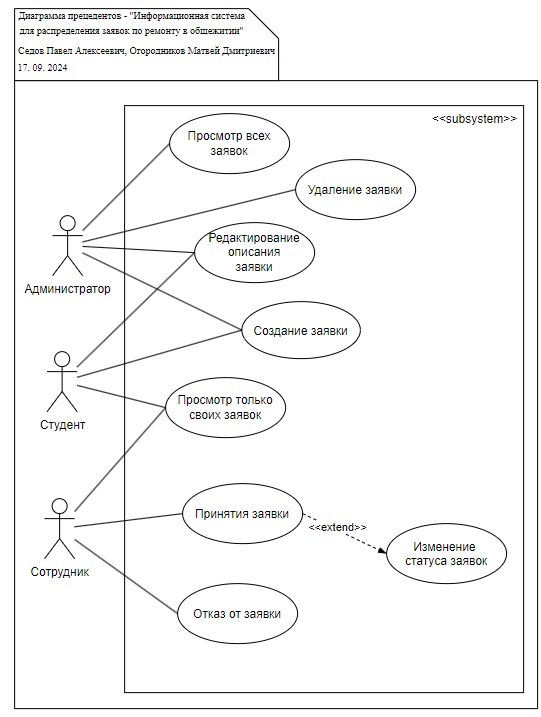 Диаграмма прецедентов - "Информационная система
для распределения заявок по ремонту в общежитии"
Седов Павел Алексеевич, Огородников Матвей Дмитриевич
17. 09. 2024
<<subsystem>>
Просмотр всех
заявок
Удаление заявки
Редактирование
описания
заявки
Администратор
Создание заявки
Просмотр только
своих заявок
Студент
Принятия заявки
<<extend>>
Изменение
статуса заявок
Сотрудник
Отказ от заявки